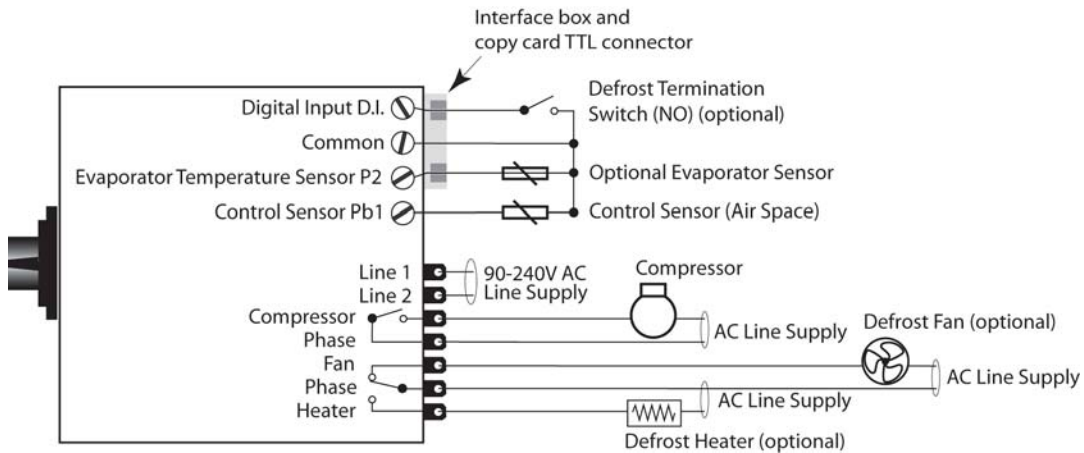 Interface box and
copy card TTL connector
Digital Input D.I.
Defrost Termination
Switch (NO) (optional)
Common
Evaporator Temperature Sensor P2
Optional Evaporator Sensor
Control Sensor Pb1
Control Sensor (Air Space)
Line 1
90-240V AC
Line Supply
Line 2
Compressor
Compressor
Phase
AC Line Supply
Defrost Fan (optional)
Fan
Phase
AC Line Supply
Heater
AC Line Supply
Defrost Heater (optional)